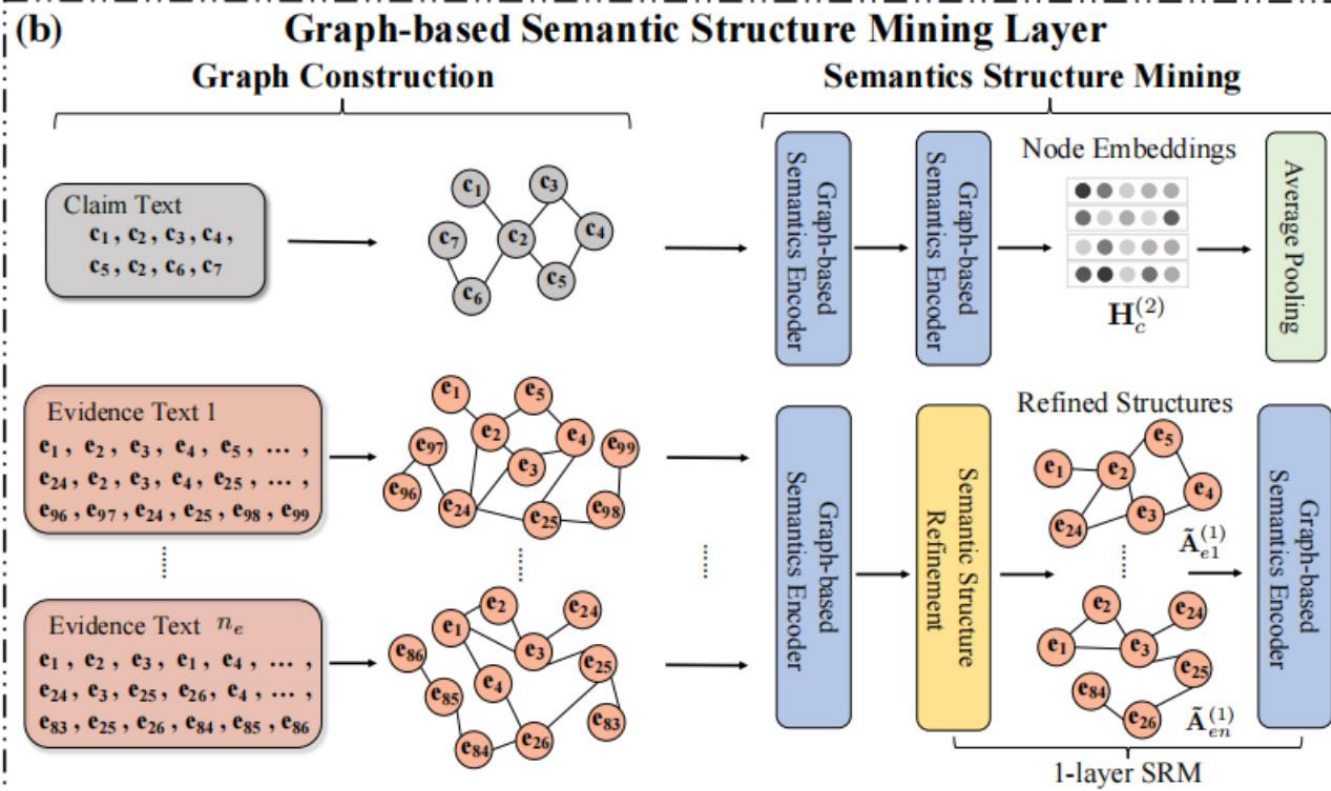 (b)
Graph-based Semantic Structure Mining Layer
Graph Construction
Semantics Structure Mining
Claim Text
c₁ , c₂ , c₃ , c₄ ,
c₅ , c₂ , c₆ , c₇
c₁
c₃
c₇
c₂
c₄
c₆
c₅
Graph-based
Semantics Encoder
Graph-based
Semantics Encoder
Node Embeddings
H_c^{(2)}
Average Pooling
Evidence Text 1
e₁ , e₂ , e₃ , e₄ , e₅ , … ,
e₂₄ , e₂ , e₃ , e₄ , e₂₅ , … ,
e₉₆ , e₉₇ , e₂₄ , e₂₅ , e₉₈ , e₉₉
e₁
e₅
e₉₇
e₂
e₄
e₉₉
e₃
e₉₆
e₂₄
e₂₅
e₉₈
Evidence Text n_e
e₁ , e₂ , e₃ , e₁ , e₄ , … ,
e₂₄ , e₃ , e₂₅ , e₂₆ , e₄ , … ,
e₈₃ , e₂₅ , e₂₆ , e₈₄ , e₈₅ , e₈₆
e₂
e₂₄
e₁
e₈₆
e₃
e₂₅
e₈₅
e₄
e₈₃
e₈₄
e₂₆
Graph-based
Semantics Encoder
Semantic Structure
Refinement
Refined Structures
e₅
e₁
e₂
e₄
e₂₄
e₃
Ã_{e1}^{(1)}
e₂
e₂₄
e₁
e₃
e₂₅
e₈₄
e₂₆
Ã_{en}^{(1)}
Graph-based
Semantics Encoder
1-layer SRM